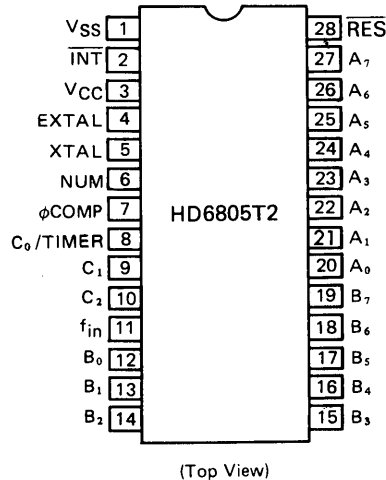 VSS 1 28 RES
INT 2 27 A7
VCC 3 26 A6
EXTAL 4 25 A5
XTAL 5 24 A4
NUM 6 23 A3
φCOMP 7 HD6805T2 22 A2
C0/TIMER 8 21 A1
C1 9 20 A0
C2 10 19 B7
fin 11 18 B6
B0 12 17 B5
B1 13 16 B4
B2 14 15 B3
(Top View)